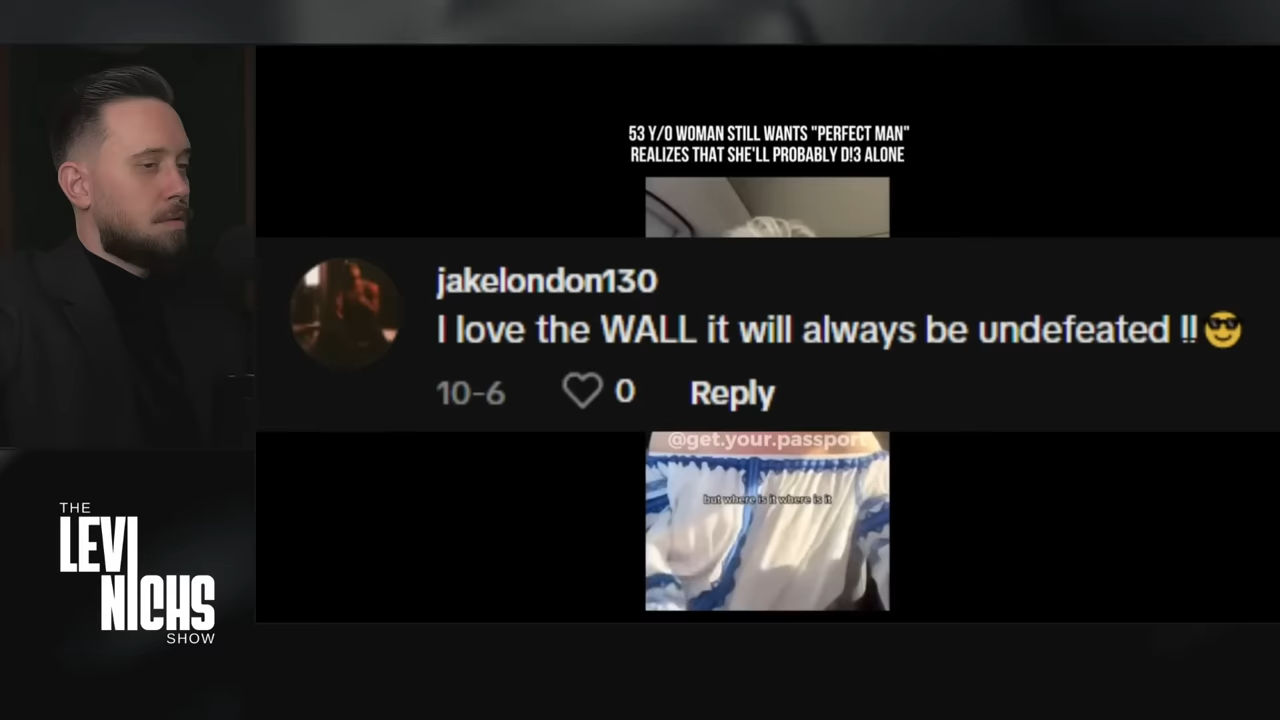 53 Y/O WOMAN STILL WANTS "PERFECT MAN"
REALIZES THAT SHE'LL PROBABLY D!3 ALONE
jakelondon130
I love the WALL it will always be undefeated !!😎
10-6
0
Reply
@get.your.passport
but where is it where is it
THE
LEVI
NICHS
SHOW